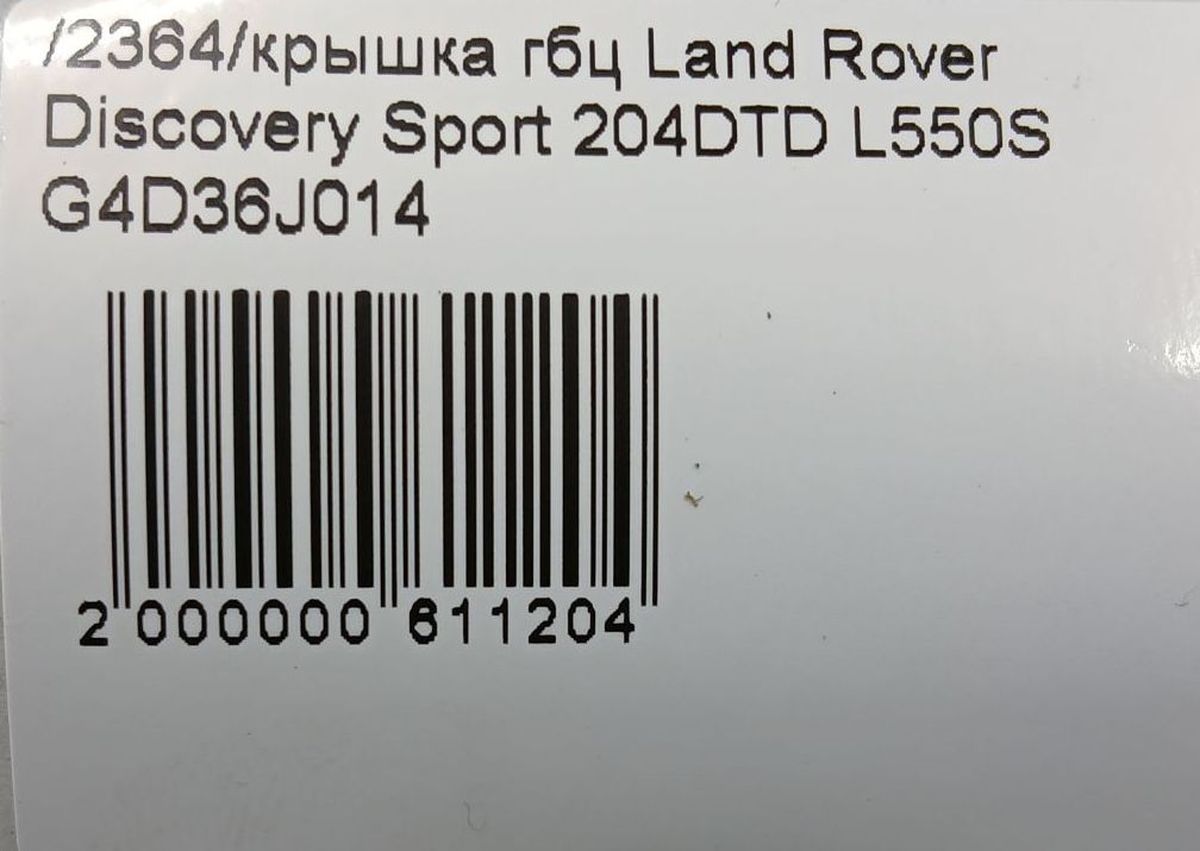 /2364/крышка гбц Land Rover
Discovery Sport 204DTD L550S
G4D36J014
2 000000 611204